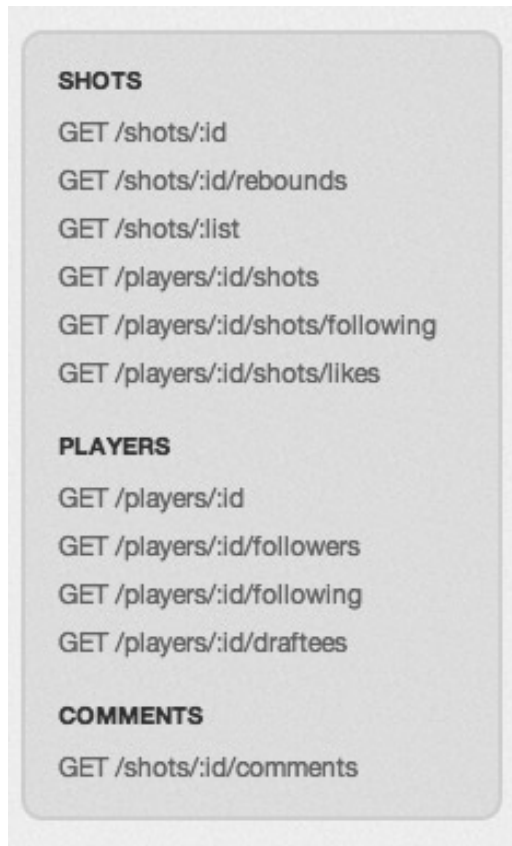 SHOTS
GET /shots/:id
GET /shots/:id/rebounds
GET /shots/:list
GET /players/:id/shots
GET /players/:id/shots/following
GET /players/:id/shots/likes
PLAYERS
GET /players/:id
GET /players/:id/followers
GET /players/:id/following
GET /players/:id/draftees
COMMENTS
GET /shots/:id/comments